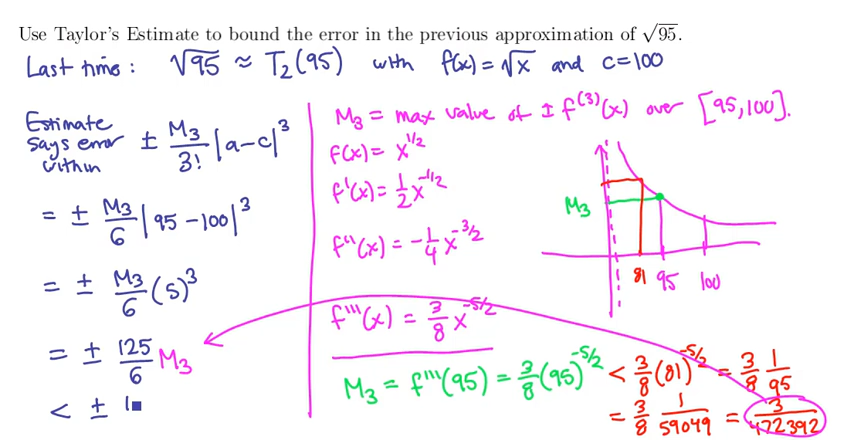 Use Taylor's Estimate to bound the error in the previous approximation of √95.
Last time: √95 ≈ T₂(95) with f(x)=√x and c=100
Estimate
says error
within
± M₃/3! |a-c|³
= ± M₃/6 |95-100|³
= ± M₃/6 (5)³
= ± 125/6 M₃
< ±
M₃ = max value of ± f⁽³⁾(x) over [95,100].
f(x) = x^1/2
f'(x) = 1/2 x^-1/2
f''(x) = -1/4 x^-3/2
f'''(x) = 3/8 x^-5/2
M₃
81 95 100
M₃ = f'''(95) = 3/8 (95)^-5/2 < 3/8 (81)^-5/2 = 3/8 1/95
= 3/8 1/59049 = 3/472392